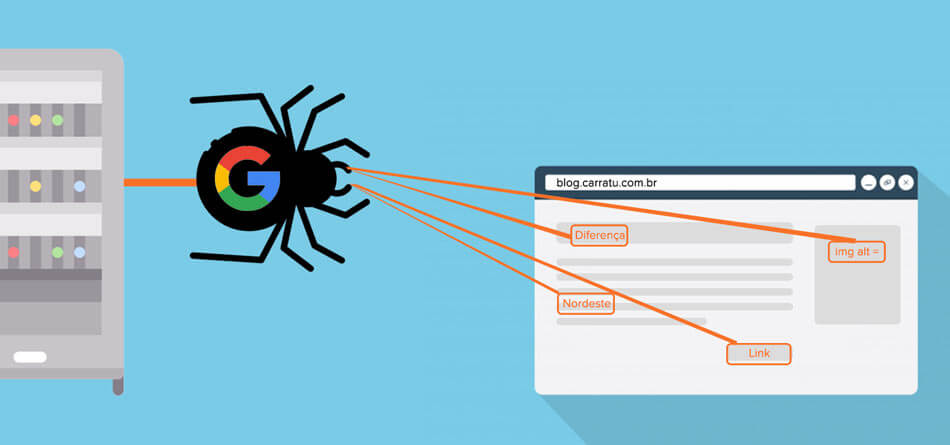 blog.carratu.com.br
Diferença
img alt =
Nordeste
Link
G